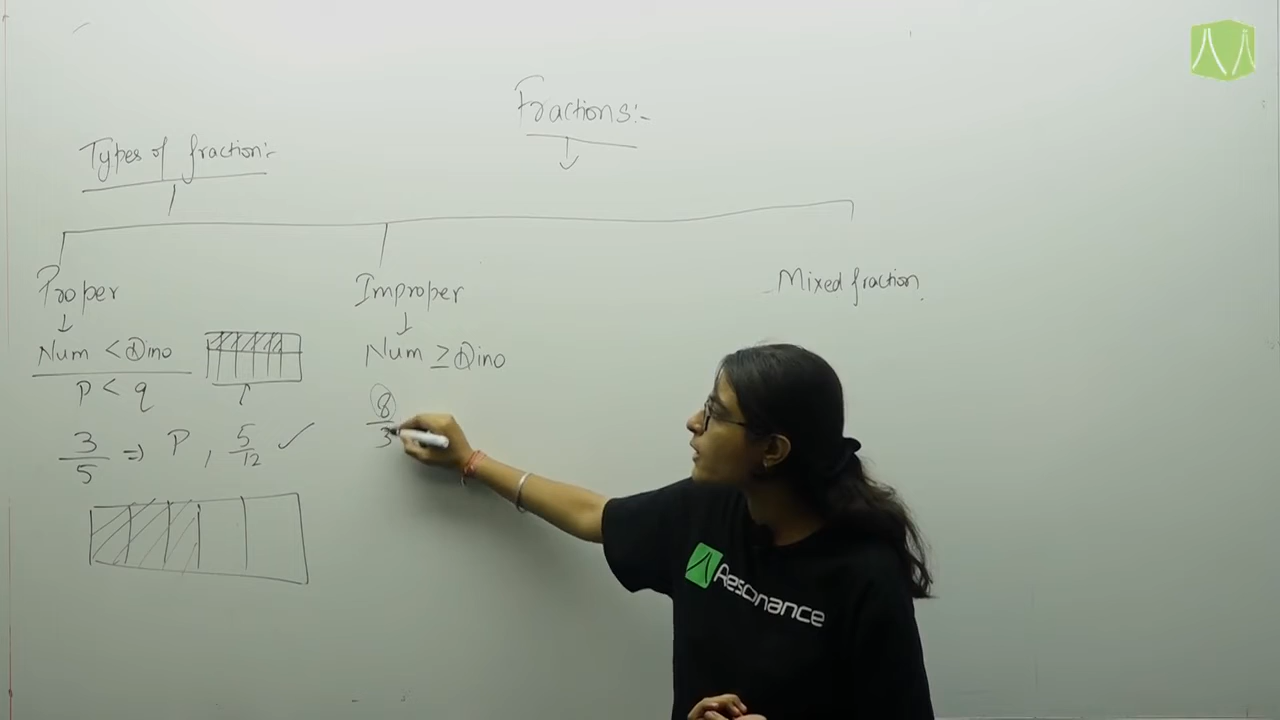 Fractions:-
Types of fraction:-
Proper
Num < Dino
P < q
3/5 => P, 5/12 ✓
Improper
Num ≥ Dino
8/3
Mixed fraction
Resonance